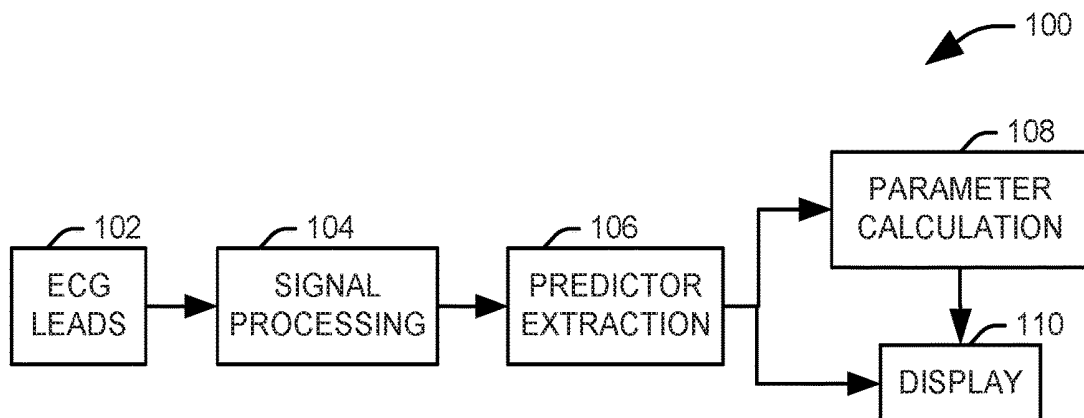 100
108
PARAMETER
CALCULATION
102
104
106
ECG
LEADS
SIGNAL
PROCESSING
PREDICTOR
EXTRACTION
110
DISPLAY